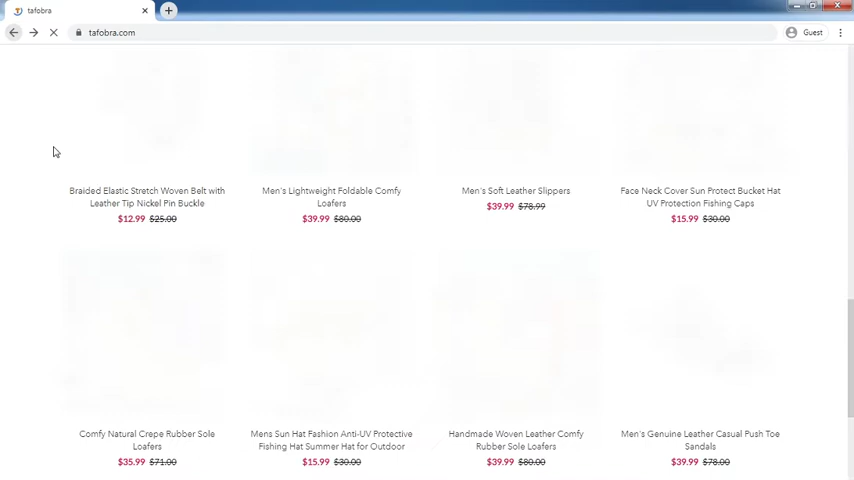 tafobra
tafobra.com
Guest
Braided Elastic Stretch Woven Belt with
Leather Tip Nickel Pin Buckle
$12.99 $25.00
Men's Lightweight Foldable Comfy
Loafers
$39.99 $80.00
Men's Soft Leather Slippers
$39.99 $78.99
Face Neck Cover Sun Protect Bucket Hat
UV Protection Fishing Caps
$15.99 $30.00
Comfy Natural Crepe Rubber Sole
Loafers
$35.99 $71.00
Mens Sun Hat Fashion Anti-UV Protective
Fishing Hat Summer Hat for Outdoor
$15.99 $30.00
Handmade Woven Leather Comfy
Rubber Sole Loafers
$39.99 $80.00
Men's Genuine Leather Casual Push Toe
Sandals
$39.99 $78.00